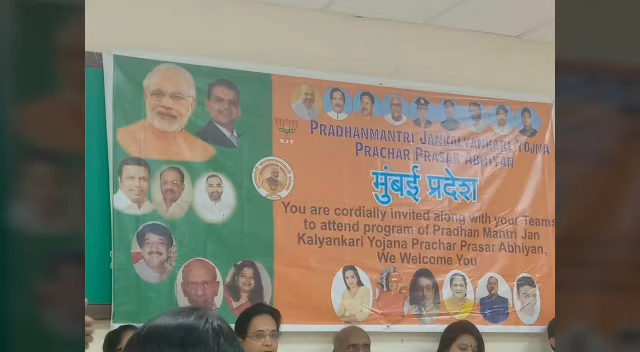 BJP
PRADHANMANTRI JANKALYANKARI YOJNA
PRACHAR PRASAR ABHIYAN
मुंबई प्रदेश
You are cordially invited along with your Teams
to attend program of Pradhan Mantri Jan
Kalyankari Yojana Prachar Prasar Abhiyan,
We Welcome You